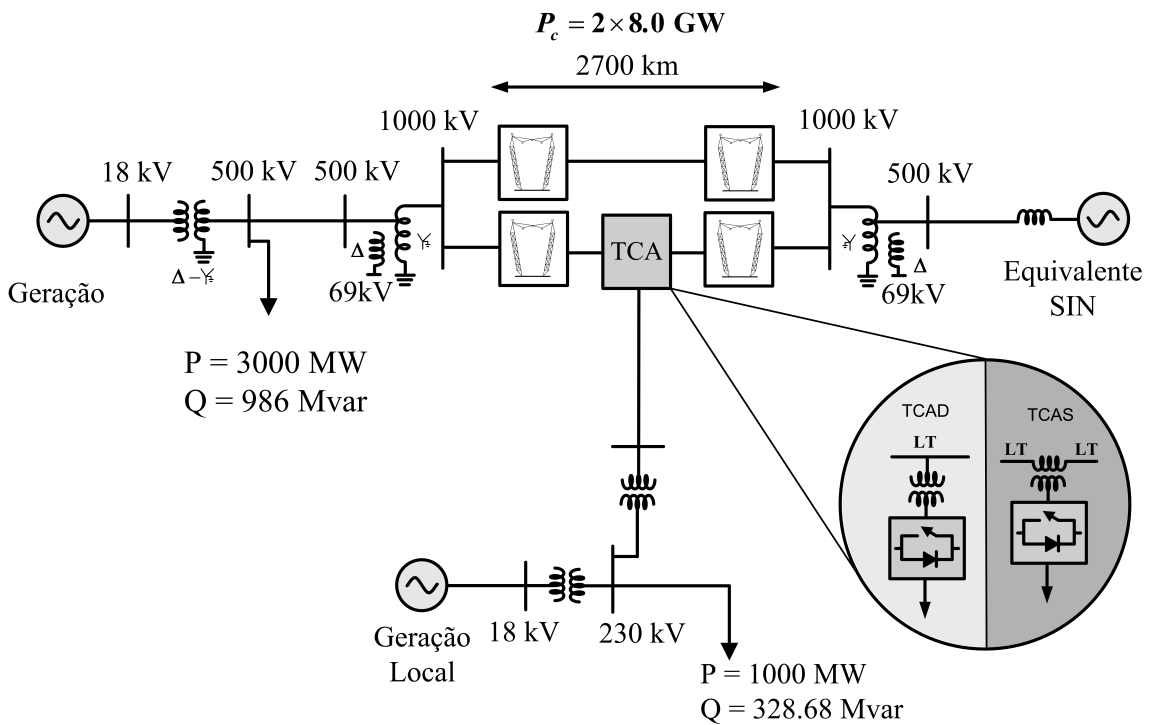 P_c = 2×8.0 GW
2700 km
1000 kV
1000 kV
18 kV
500 kV
500 kV
500 kV
TCA
Δ
Δ
Δ –
69kV
69kV
Geração
Equivalente
SIN
P = 3000 MW
Q = 986 Mvar
TCAD
TCAS
LT
LT
LT
18 kV
230 kV
Geração
Local
P = 1000 MW
Q = 328.68 Mvar